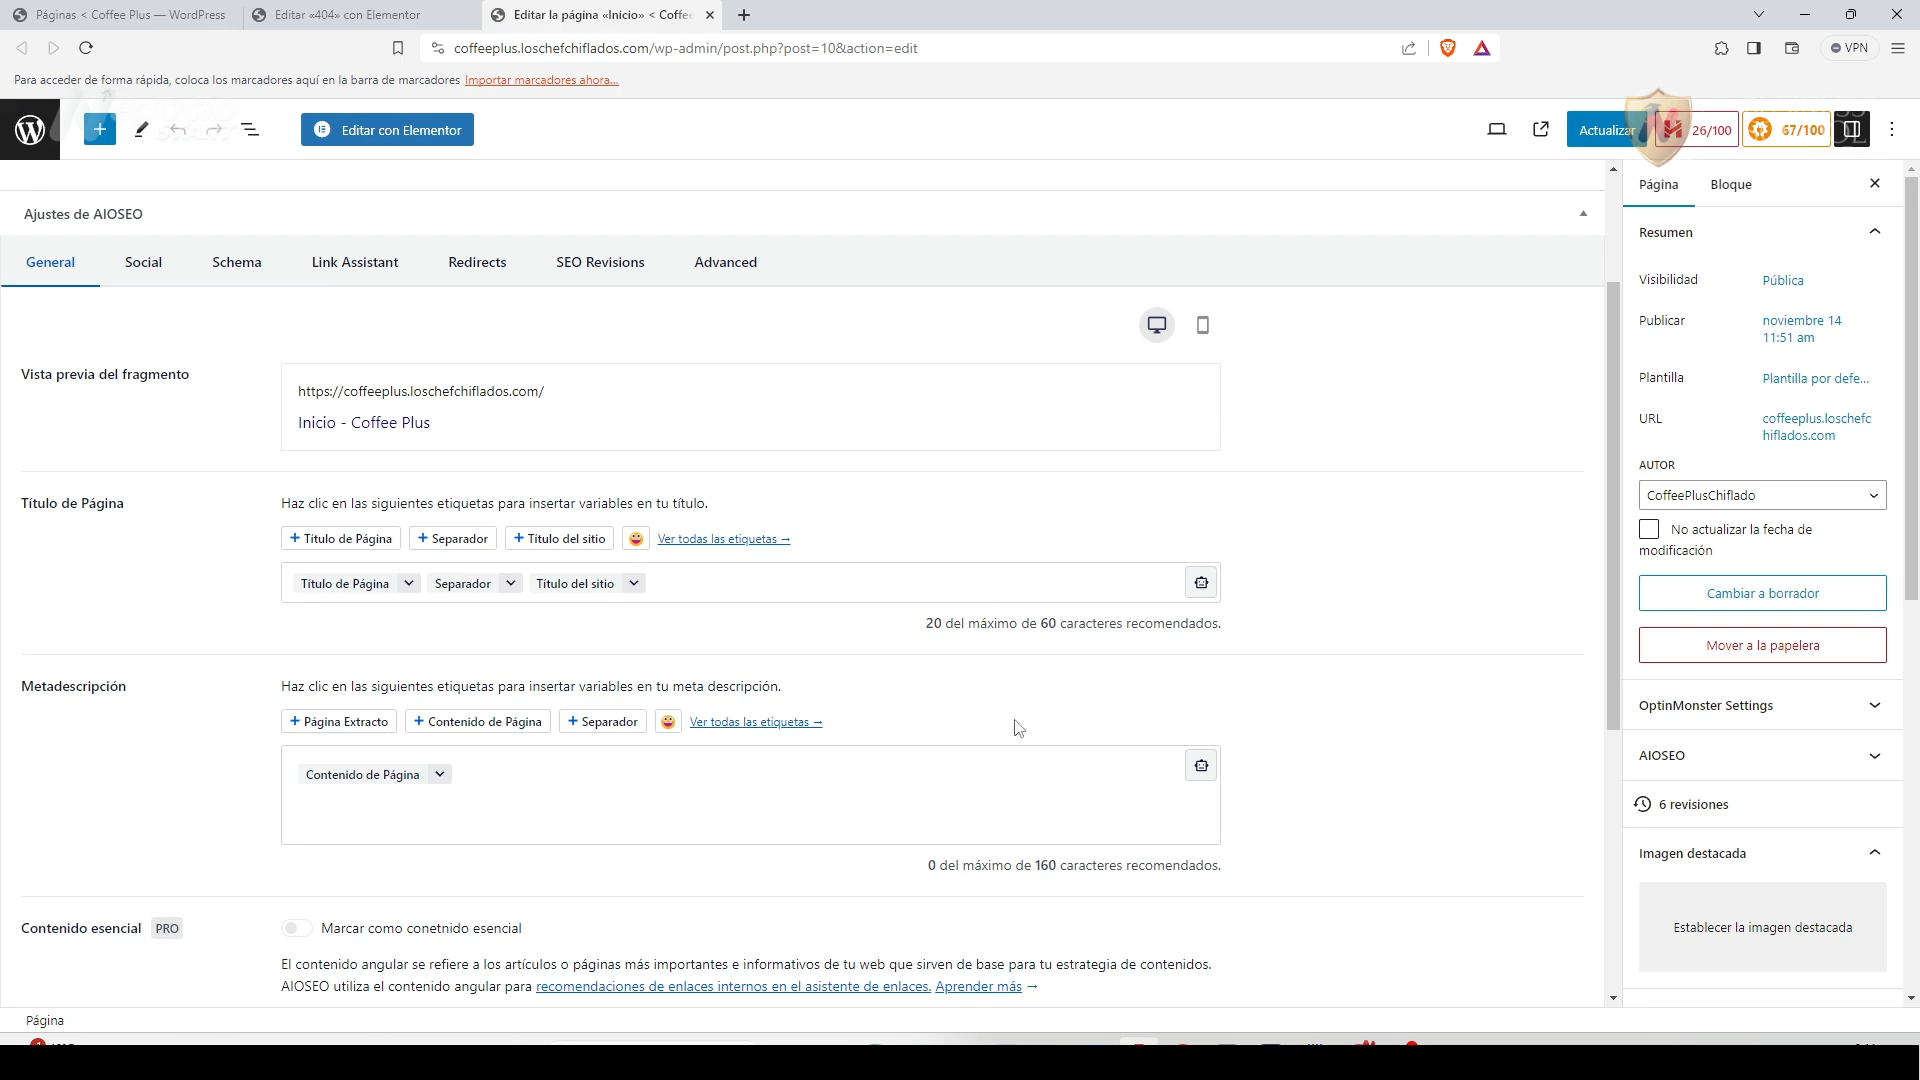 Páginas < Coffee Plus — WordPress
Editar «404» con Elementor
Editar la página «Inicio» < Coffe
coffeeplus.loschefchiflados.com/wp-admin/post.php?post=10&action=edit
VPN
Para acceder de forma rápida, coloca los marcadores aquí en la barra de marcadores Importar marcadores ahora...
Editar con Elementor
Actualizar
26/100
67/100
Página
Bloque
Ajustes de AIOSEO
General
Social
Schema
Link Assistant
Redirects
SEO Revisions
Advanced
Vista previa del fragmento
https://coffeeplus.loschefchiflados.com/
Inicio - Coffee Plus
Título de Página
Haz clic en las siguientes etiquetas para insertar variables en tu título.
+ Título de Página
+ Separador
+ Título del sitio
Ver todas las etiquetas →
Título de Página
Separador
Título del sitio
20 del máximo de 60 caracteres recomendados.
Metadescripción
Haz clic en las siguientes etiquetas para insertar variables en tu meta descripción.
+ Página Extracto
+ Contenido de Página
+ Separador
Ver todas las etiquetas →
Contenido de Página
0 del máximo de 160 caracteres recomendados.
Contenido esencial PRO
Marcar como conetnido esencial
El contenido angular se refiere a los artículos o páginas más importantes e informativos de tu web que sirven de base para tu estrategia de contenidos.
AIOSEO utiliza el contenido angular para recomendaciones de enlaces internos en el asistente de enlaces. Aprender más →
Resumen
Visibilidad
Pública
Publicar
noviembre 14
11:51 am
Plantilla
Plantilla por defe...
URL
coffeeplus.loschefc
hiflados.com
AUTOR
CoffeePlusChiflado
No actualizar la fecha de
modificación
Cambiar a borrador
Mover a la papelera
OptinMonster Settings
AIOSEO
6 revisiones
Imagen destacada
Establecer la imagen destacada
Página